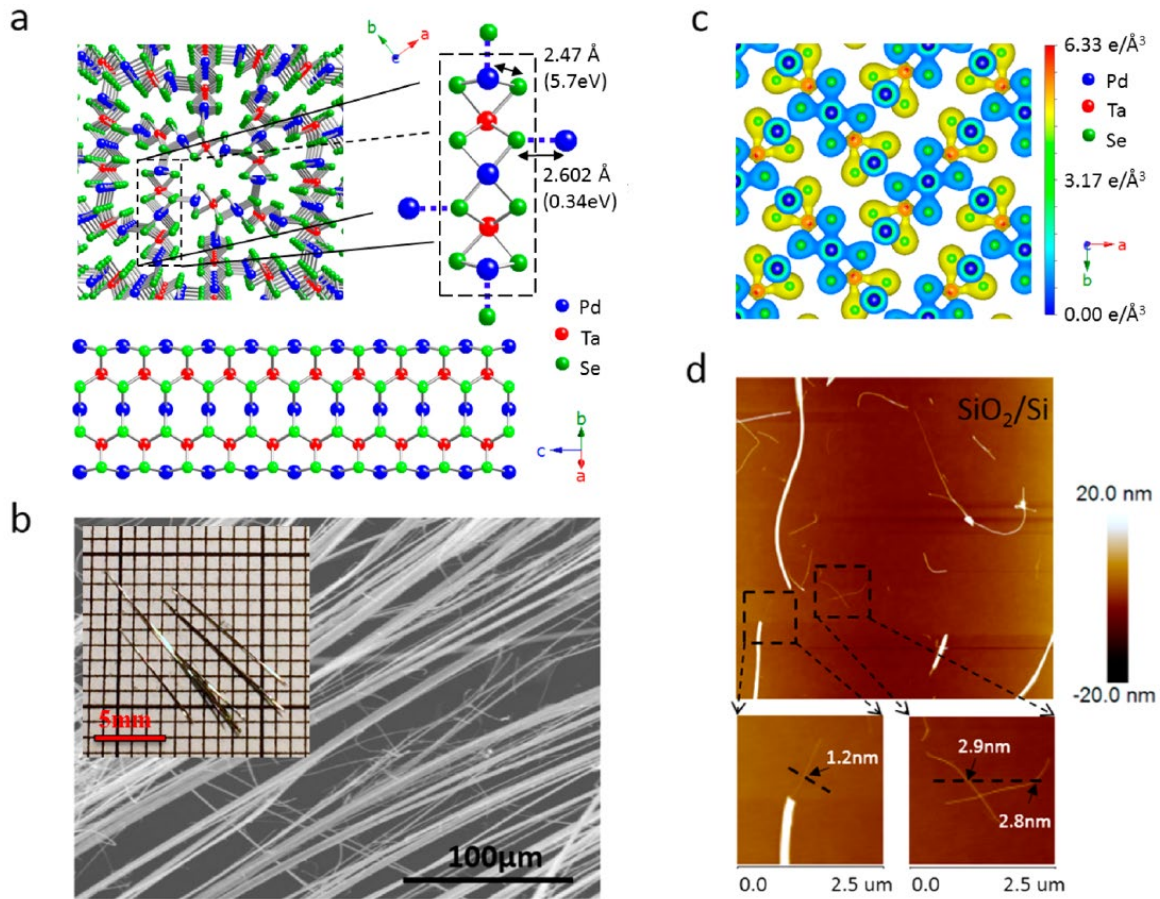 a
b
a
c
2.47 Å
(5.7eV)
2.602 Å
(0.34eV)
Pd
Ta
Se
b
c
a
b
5mm
100μm
c
6.33 e/Å³
Pd
Ta
Se
3.17 e/Å³
c
a
b
0.00 e/Å³
d
SiO₂/Si
20.0 nm
-20.0 nm
1.2nm
2.9nm
2.8nm
0.0 2.5 um
0.0 2.5 um